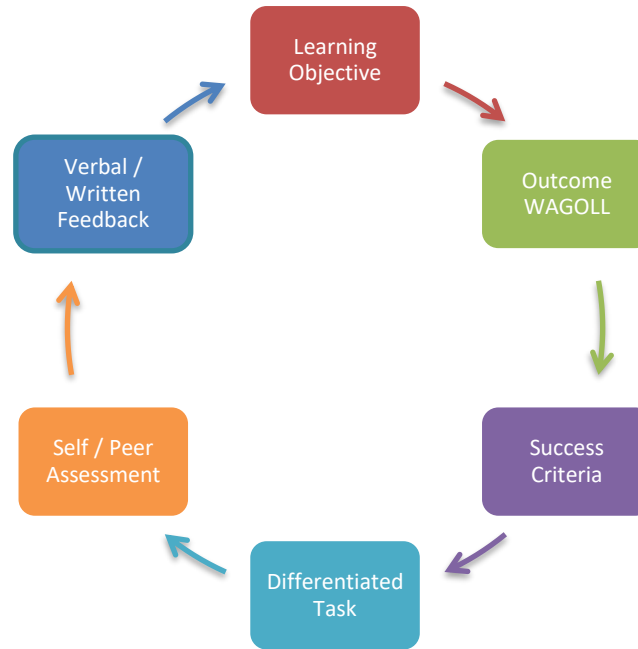 Learning
Objective
Outcome
WAGOLL
Success
Criteria
Differentiated
Task
Self / Peer
Assessment
Verbal /
Written
Feedback